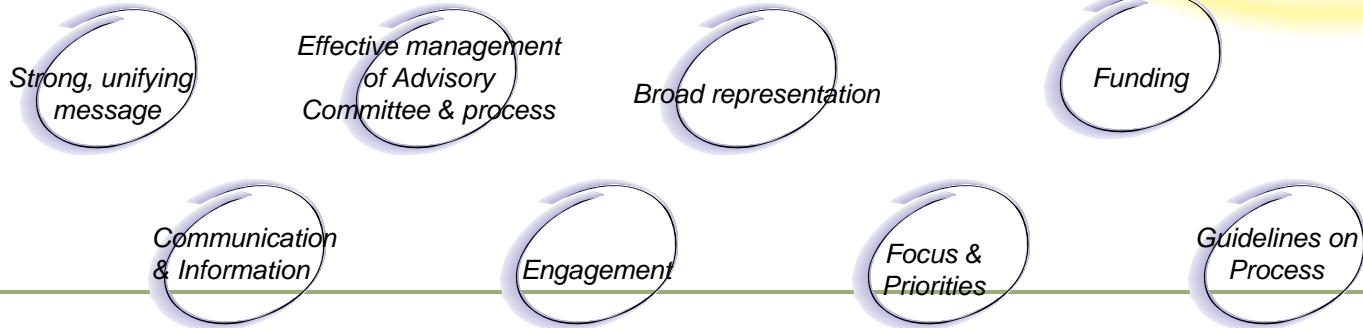 Strong, unifying
message
Effective management
of Advisory
Committee & process
Broad representation
Funding
Communication
& Information
Engagement
Focus &
Priorities
Guidelines on
Process